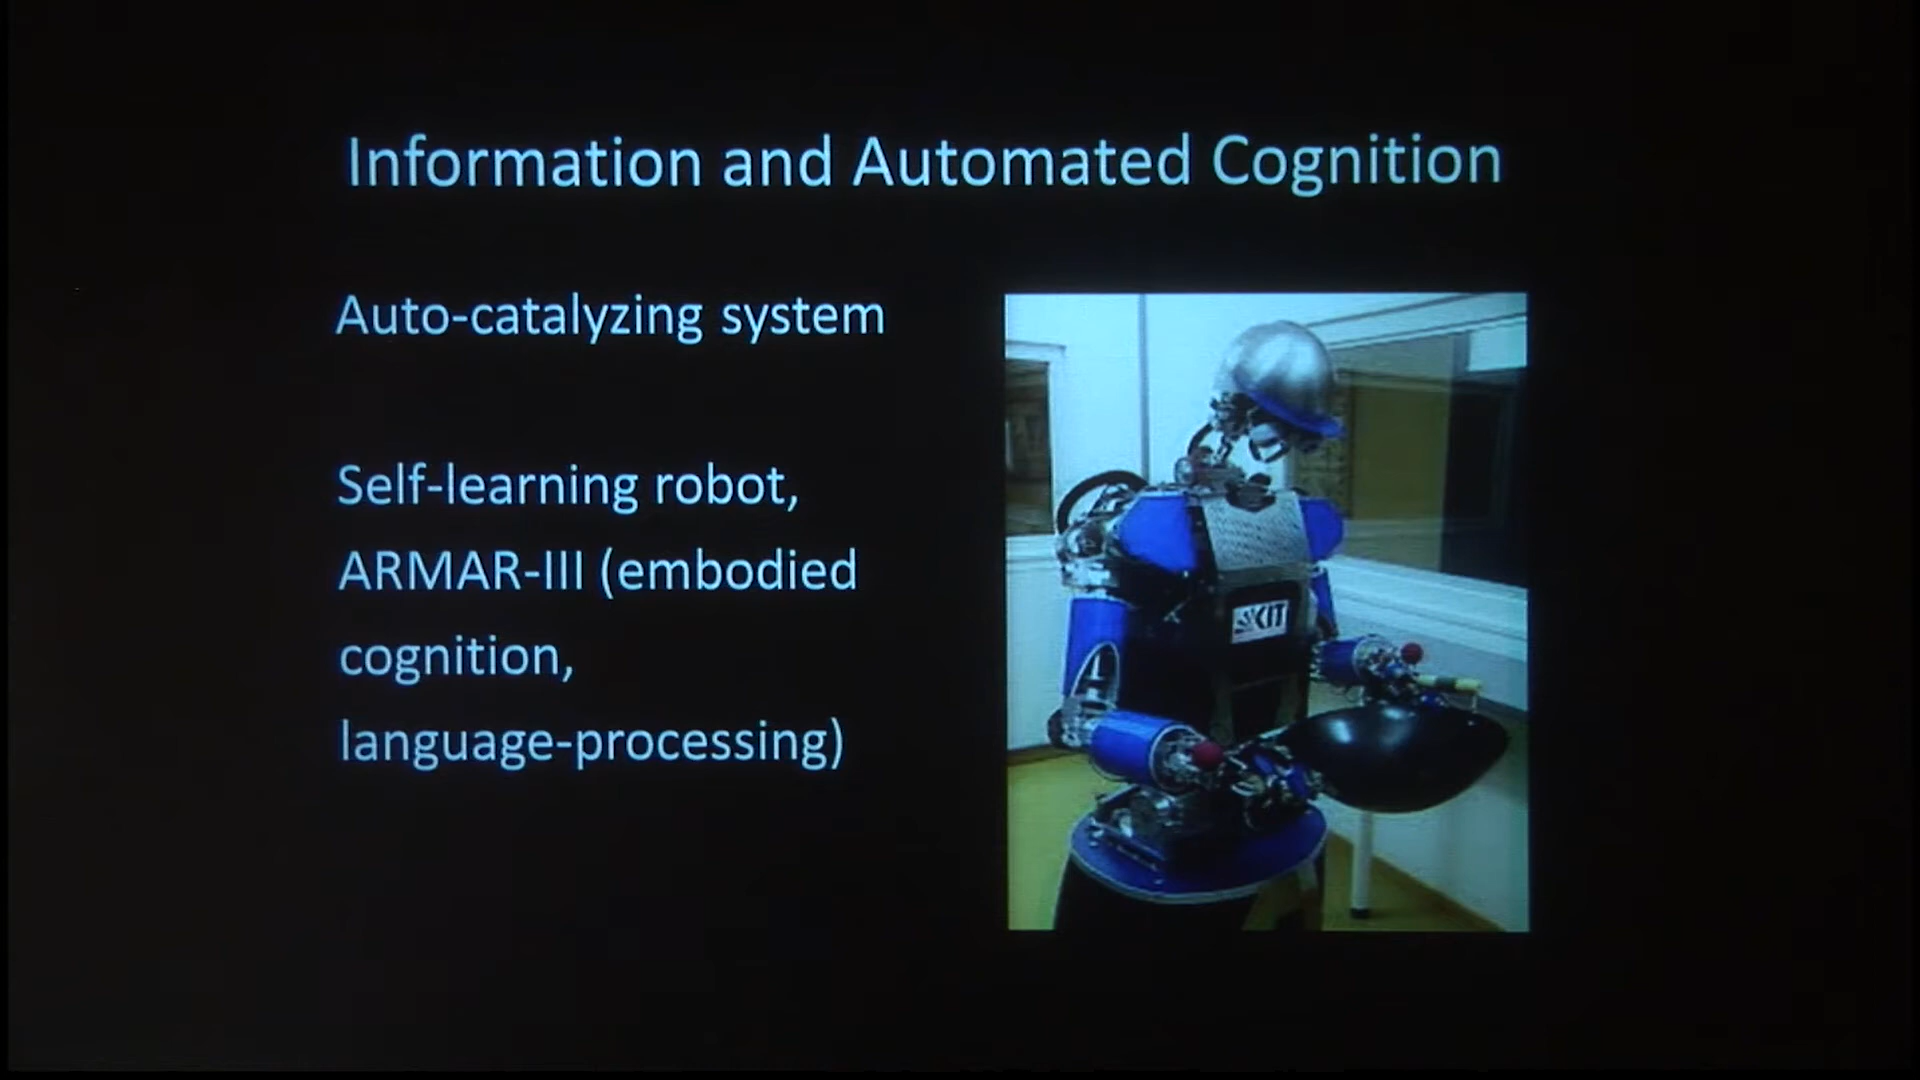 Information and Automated Cognition
Auto-catalyzing system
Self-learning robot,
ARMAR-III (embodied
cognition,
language-processing)
KIT